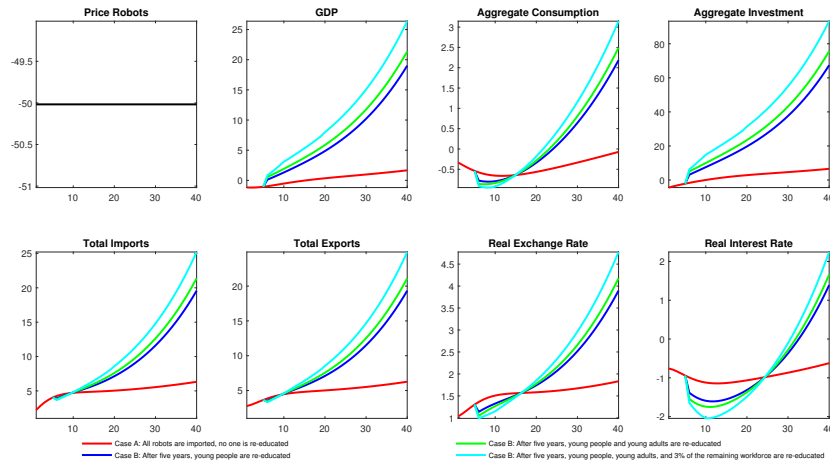 Price Robots
GDP
Aggregate Consumption
Aggregate Investment
-49.5
-50
-50.5
-51
10 20 30 40
25
20
15
10
5
0
10 20 30 40
3
2.5
2
1.5
1
0.5
0
-0.5
10 20 30 40
80
60
40
20
0
10 20 30 40
Total Imports
Total Exports
Real Exchange Rate
Real Interest Rate
25
20
15
10
5
10 20 30 40
20
15
10
5
10 20 30 40
4.5
4
3.5
3
2.5
2
1.5
1
10 20 30 40
2
1
0
-1
-2
10 20 30 40
Case A: All robots are imported, no one is re-educated
Case B: After five years, young people are re-educated
Case B: After five years, young people and young adults are re-educated
Case B: After five years, young people, young adults, and 3% of the remaining workforce are re-educated